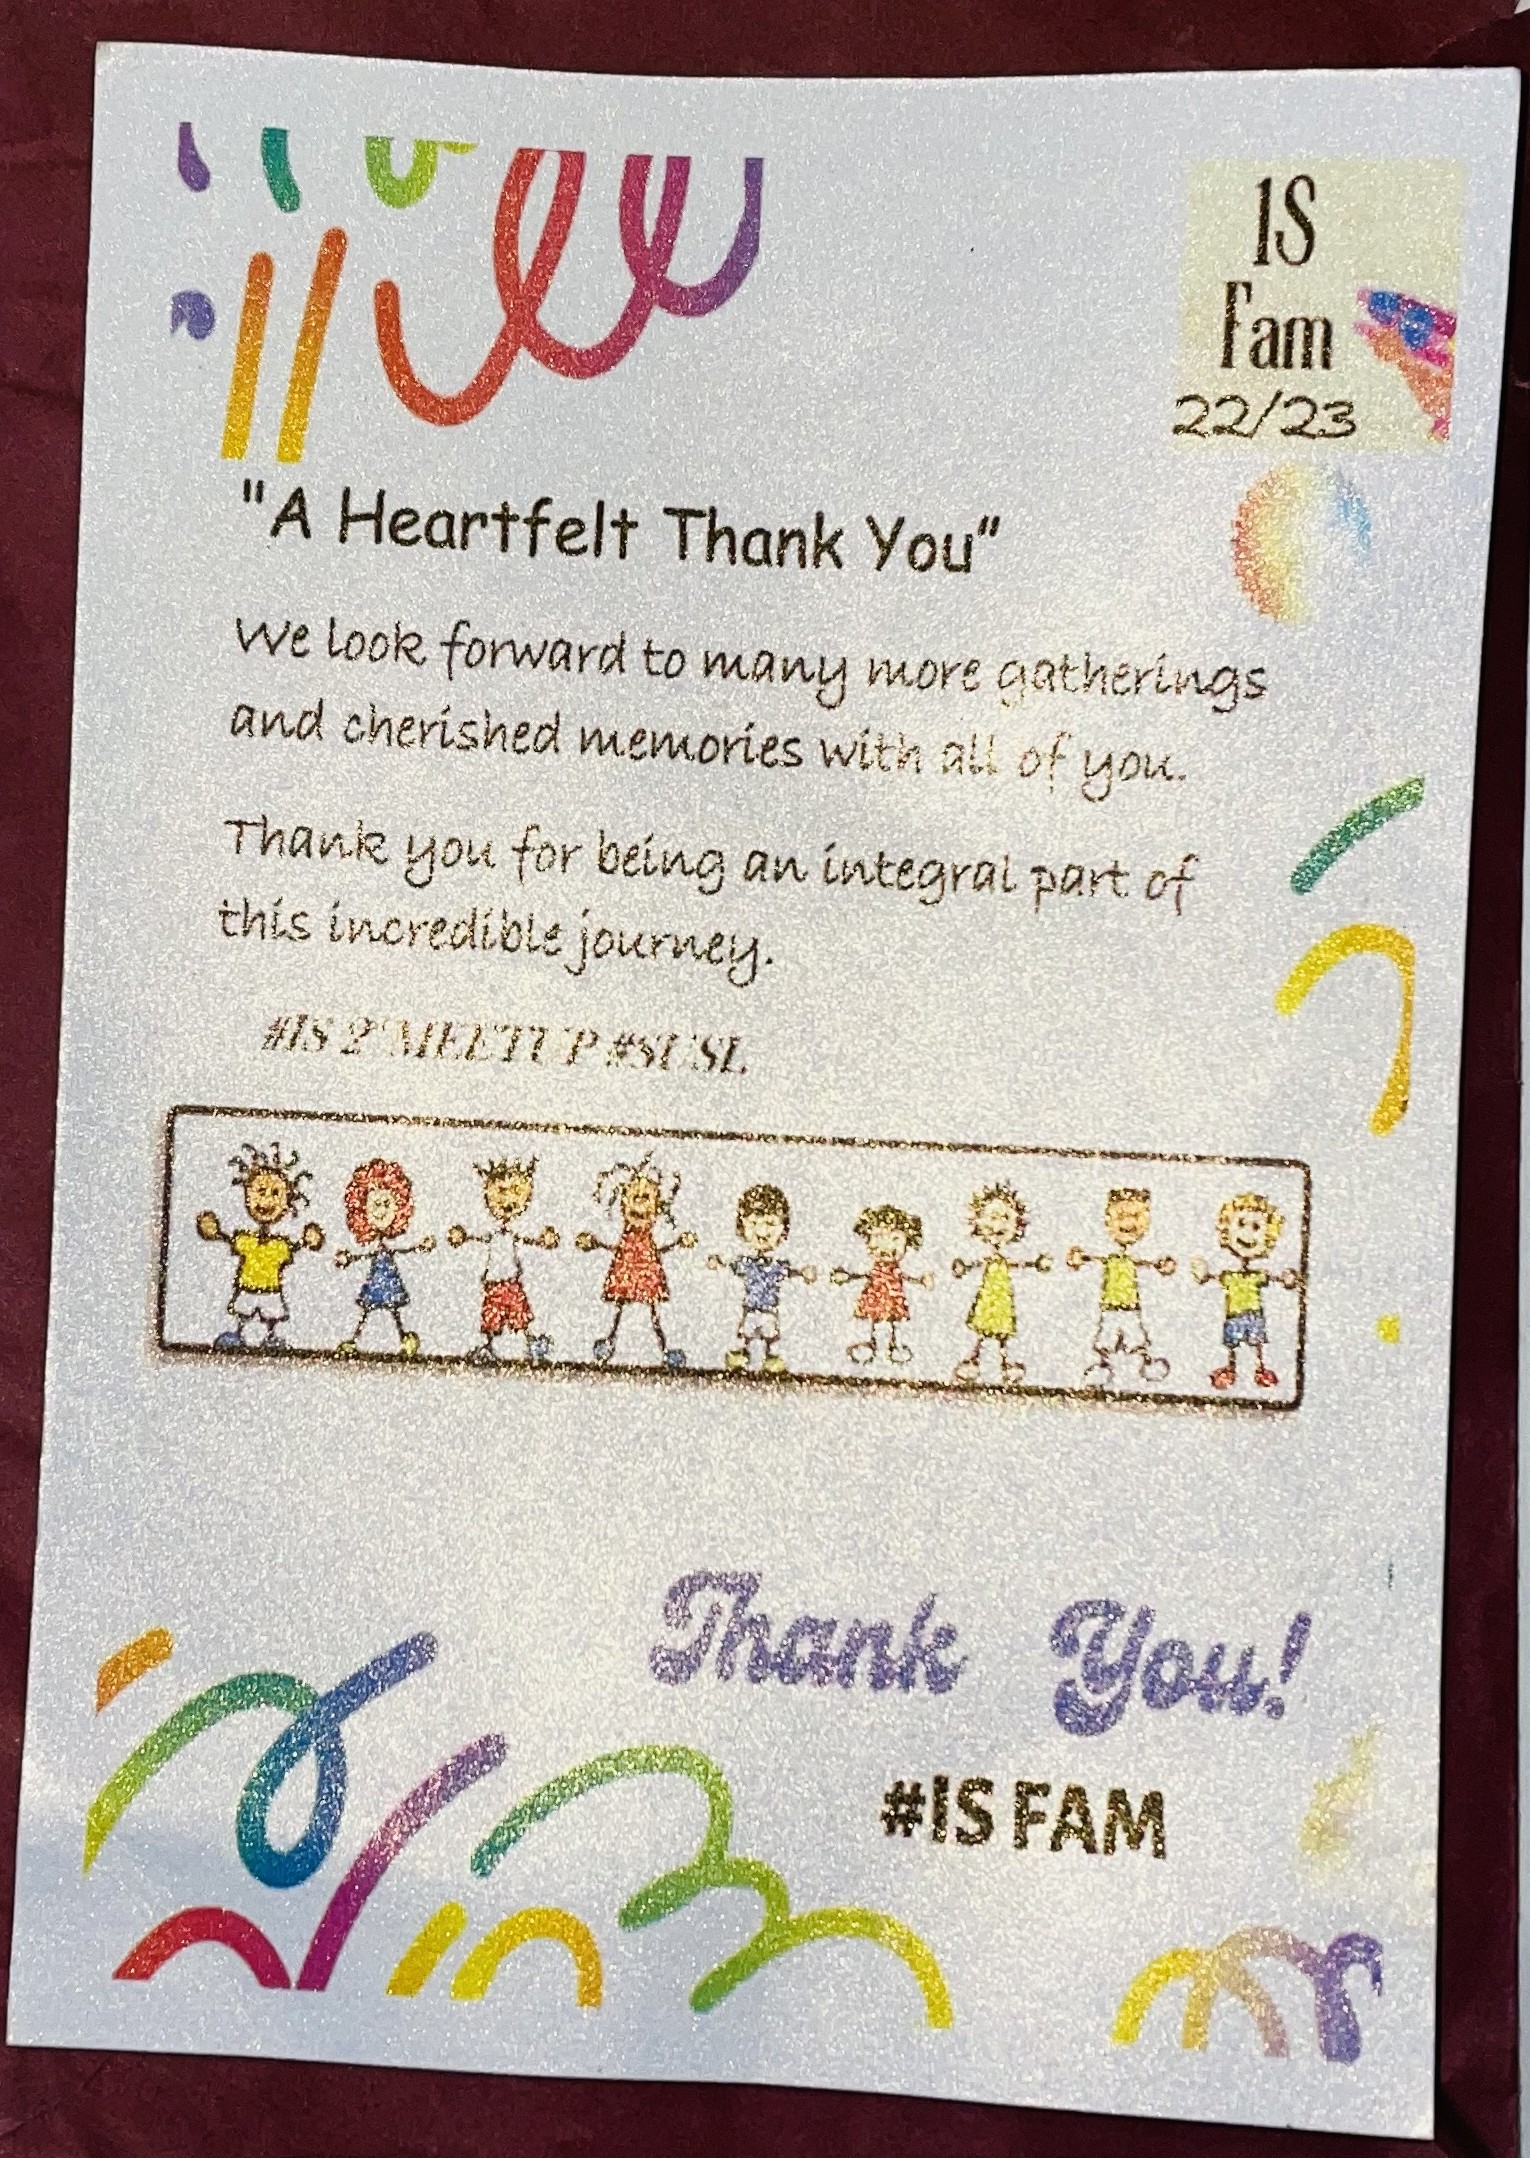 IS
Fam
22/23
"A Heartfelt Thank You"
We look forward to many more gatherings
and cherished memories with all of you.
Thank you for being an integral part of
this incredible journey.
#IS 2' MEETUP #SUSL
Thank You!
#IS FAM